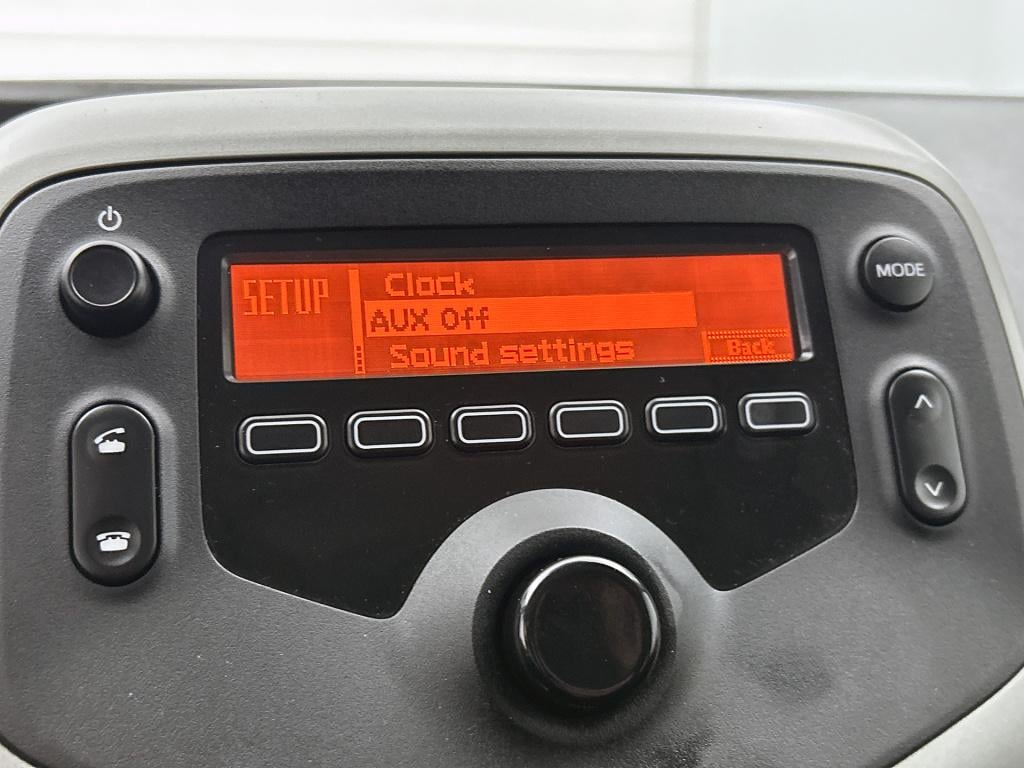 SETUP
Clock
AUX Off
Sound settings
Back
MODE